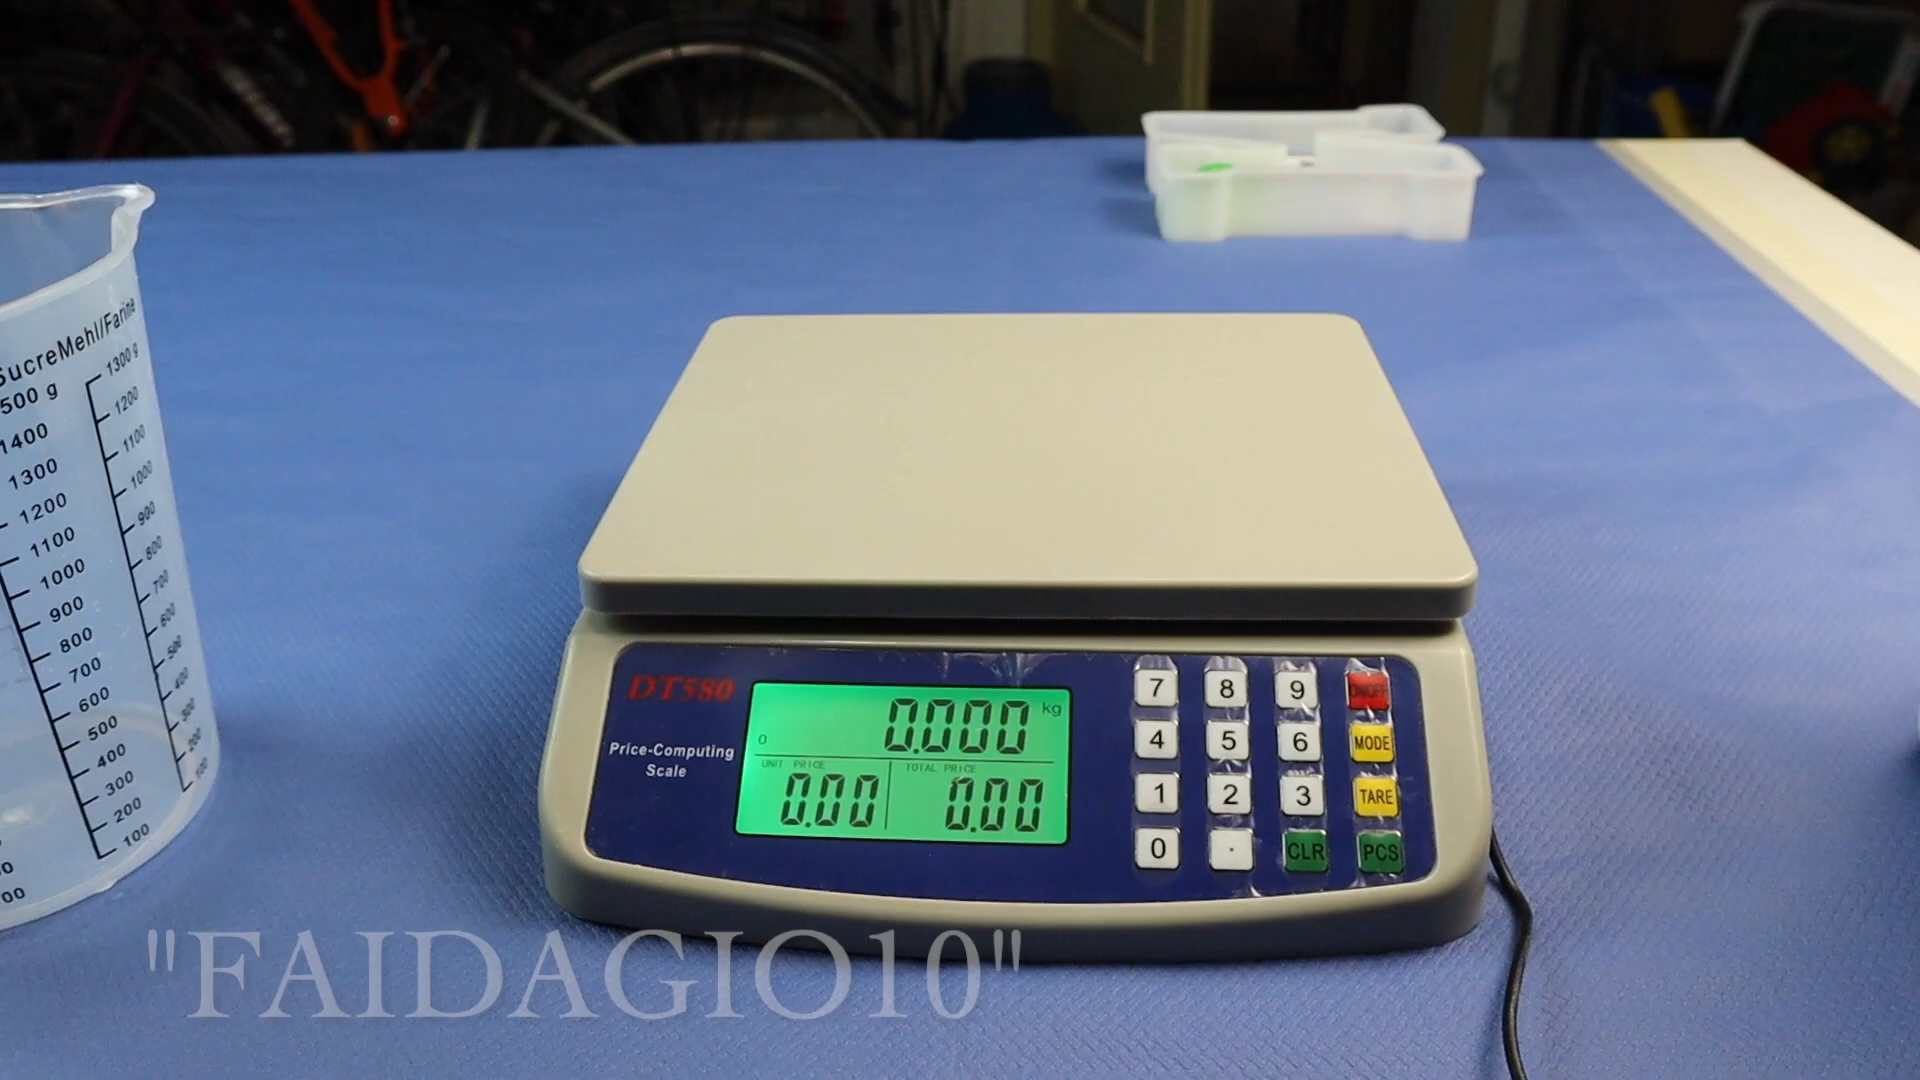 SucreMehl/Farine
500 g
1400
1300
1200
1100
1000
900
800
700
600
500
400
300
200
100
1300 g
1200
1100
1000
900
800
700
600
500
400
300
200
100
DT580
Price-Computing
Scale
0.000 kg
0
UNIT PRICE
TOTAL PRICE
0.00
0.00
7 8 9 ON/OFF
4 5 6 MODE
1 2 3 TARE
0 . CLR PCS
"FAIDAGIO10"